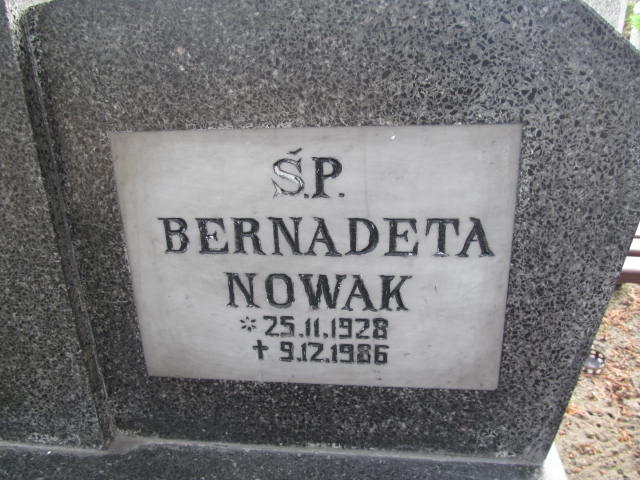 Ś.P.
BERNADETA
NOWAK
* 25.11.1928
✝ 9.12.1986